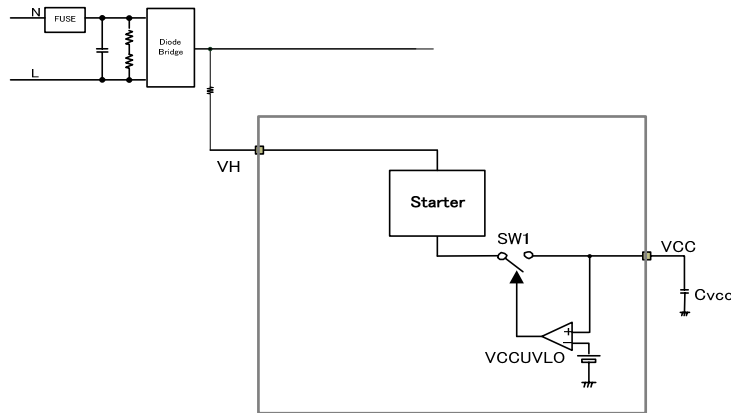 N
FUSE
Diode
Bridge
L
VH
Starter
SW1
VCC
Cvcc
+
−
VCCUVLO